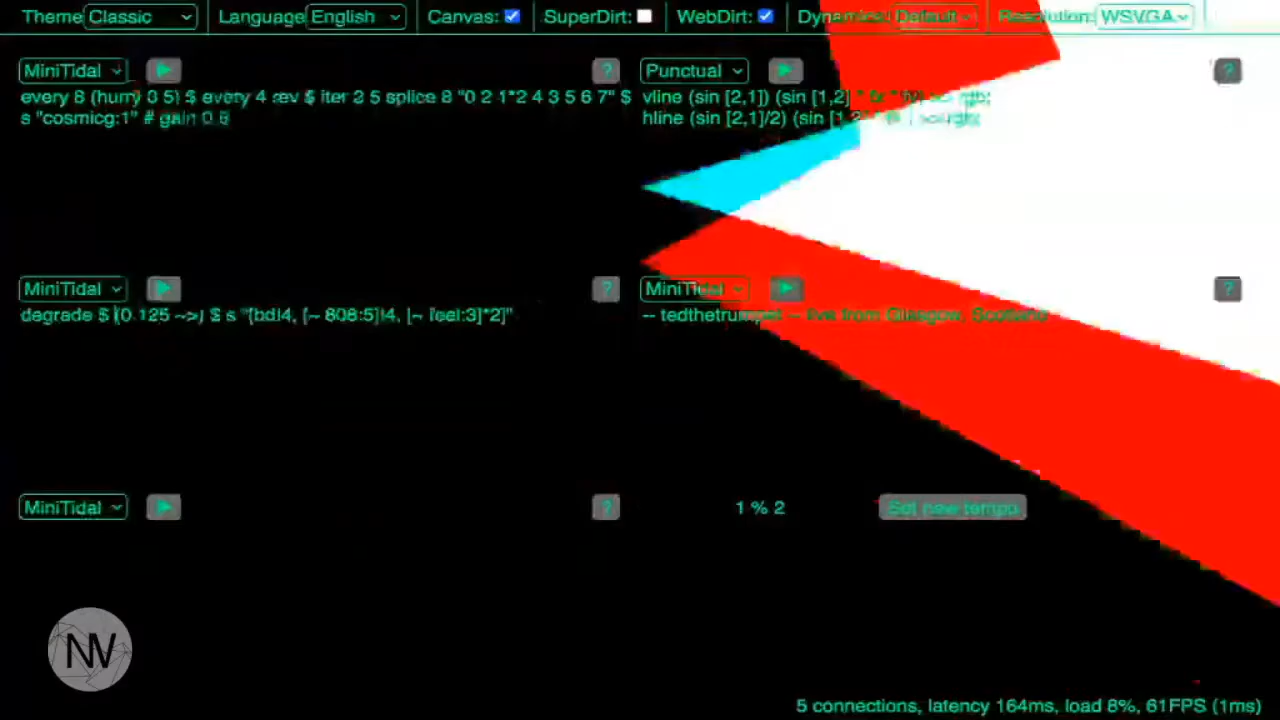 Theme Classic Language English Canvas: SuperDirt: WebDirt: Dynamics: Default Resolution: WSVGA
MiniTidal ?
every 8 (hurry 0.5) $ every 4 rev $ iter 2.5 splice 8 "0 2 1*2 4 3 5 6 7" $
s "cosmicg:1" # gain 0.8
Punctual ?
vline (sin [2,1]) (sin [1,2]
hline (sin [2,1]/2) (sin [1,2]
MiniTidal ?
degrade $ (0.125 ~>) $ s "[bd!4, [~ 808:5]!4, [~ feel:3]*2]"
MiniTidal ?
-- tedthetrumpet -- live from Glasgow, Scotland
MiniTidal ?
1 % 2 Set new tempo
NV
5 connections, latency 164ms, load 8%, 61FPS (1ms)